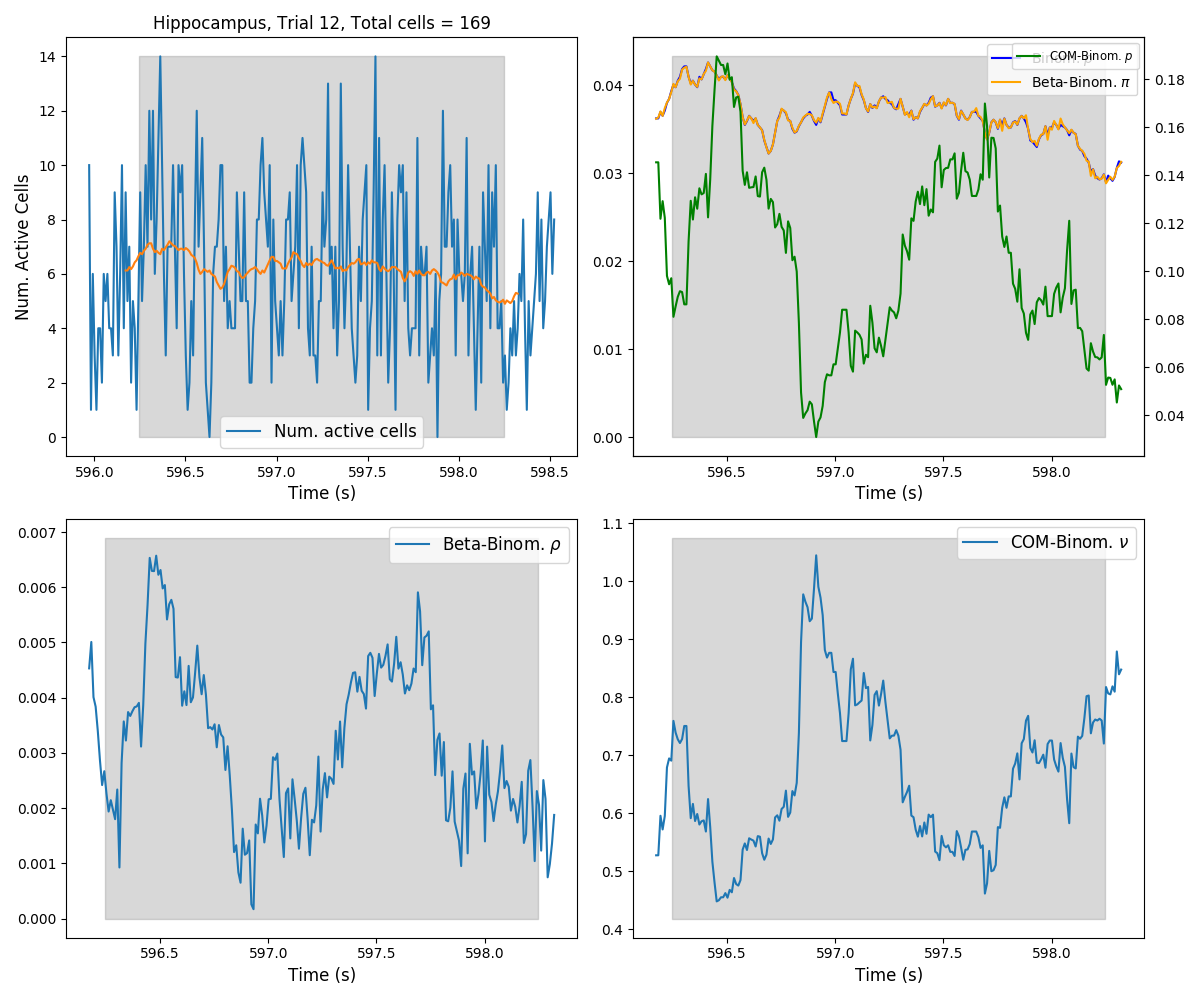 Hippocampus, Trial 12, Total cells = 169
Num. Active Cells
14
12
10
8
6
4
2
0
Num. active cells
596.0 596.5 597.0 597.5 598.0 598.5
Time (s)
0.04
0.03
0.02
0.01
0.00
COM-Binom. p
Beta-Binom. π
0.18
0.16
0.14
0.12
0.10
0.08
0.06
0.04
596.5 597.0 597.5 598.0
Time (s)
0.007
0.006
0.005
0.004
0.003
0.002
0.001
0.000
Beta-Binom. ρ
596.5 597.0 597.5 598.0
Time (s)
1.1
1.0
0.9
0.8
0.7
0.6
0.5
0.4
COM-Binom. ν
596.5 597.0 597.5 598.0
Time (s)